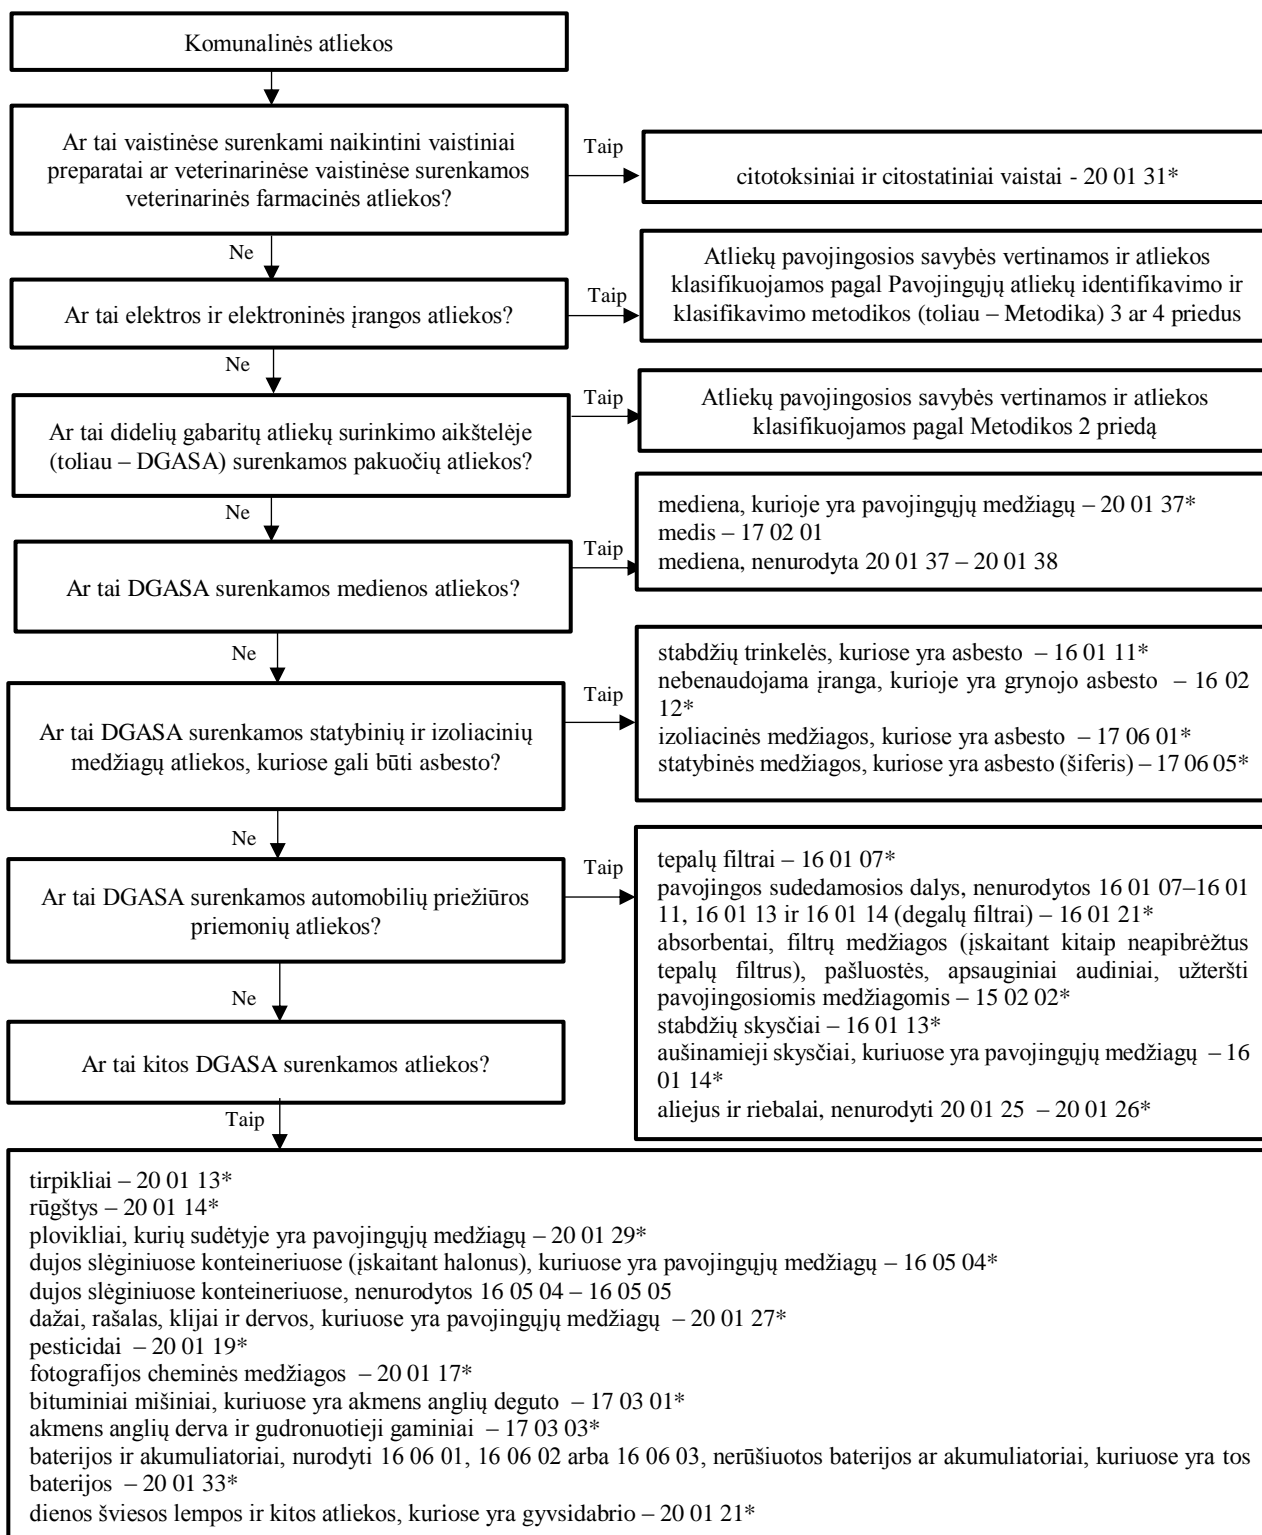 Komunalinės atliekos
Ar tai vaistinėse surenkami naikintini vaistiniai
preparatai ar veterinarinėse vaistinėse surenkamos
veterinarinės farmacinės atliekos?
Taip
citotoksiniai ir citostatiniai vaistai - 20 01 31*
Ne
Ar tai elektros ir elektroninės įrangos atliekos?
Taip
Atliekų pavojingosios savybės vertinamos ir atliekos
klasifikuojamos pagal Pavojingųjų atliekų identifikavimo ir
klasifikavimo metodikos (toliau – Metodika) 3 ar 4 priedus
Ne
Ar tai didelių gabaritų atliekų surinkimo aikštelėje
(toliau – DGASA) surenkamos pakuočių atliekos?
Taip
Atliekų pavojingosios savybės vertinamos ir atliekos
klasifikuojamos pagal Metodikos 2 priedą
Ne
Ar tai DGASA surenkamos medienos atliekos?
Taip
mediena, kurioje yra pavojingųjų medžiagų – 20 01 37*
medis – 17 02 01
mediena, nenurodyta 20 01 37 – 20 01 38
Ne
Ar tai DGASA surenkamos statybinių ir izoliacinių
medžiagų atliekos, kuriose gali būti asbesto?
Taip
stabdžių trinkelės, kuriose yra asbesto – 16 01 11*
nebenaudojama įranga, kurioje yra grynojo asbesto – 16 02
12*
izoliacinės medžiagos, kuriose yra asbesto – 17 06 01*
statybinės medžiagos, kuriose yra asbesto (šiferis) – 17 06 05*
Ne
Ar tai DGASA surenkamos automobilių priežiūros
priemonių atliekos?
Taip
tepalų filtrai – 16 01 07*
pavojingos sudedamosios dalys, nenurodytos 16 01 07–16 01
11, 16 01 13 ir 16 01 14 (degalų filtrai) – 16 01 21*
absorbentai, filtrų medžiagos (įskaitant kitaip neapibrėžtus
tepalų filtrus), pašluostės, apsauginiai audiniai, užteršti
pavojingosiomis medžiagomis – 15 02 02*
stabdžių skysčiai – 16 01 13*
aušinamieji skysčiai, kuriuose yra pavojingųjų medžiagų – 16
01 14*
aliejus ir riebalai, nenurodyti 20 01 25 – 20 01 26*
Ne
Ar tai kitos DGASA surenkamos atliekos?
Taip
tirpikliai – 20 01 13*
rūgštys – 20 01 14*
plovikliai, kurių sudėtyje yra pavojingųjų medžiagų – 20 01 29*
dujos slėginiuose konteineriuose (įskaitant halonus), kuriuose yra pavojingųjų medžiagų – 16 05 04*
dujos slėginiuose konteineriuose, nenurodytos 16 05 04 – 16 05 05
dažai, rašalas, klijai ir dervos, kuriuose yra pavojingųjų medžiagų – 20 01 27*
pesticidai – 20 01 19*
fotografijos cheminės medžiagos – 20 01 17*
bituminiai mišiniai, kuriuose yra akmens anglių deguto – 17 03 01*
akmens anglių derva ir gudronuotieji gaminiai – 17 03 03*
baterijos ir akumuliatoriai, nurodyti 16 06 01, 16 06 02 arba 16 06 03, nerūšiuotos baterijos ar akumuliatoriai, kuriuose yra tos
baterijos – 20 01 33*
dienos šviesos lempos ir kitos atliekos, kuriose yra gyvsidabrio – 20 01 21*